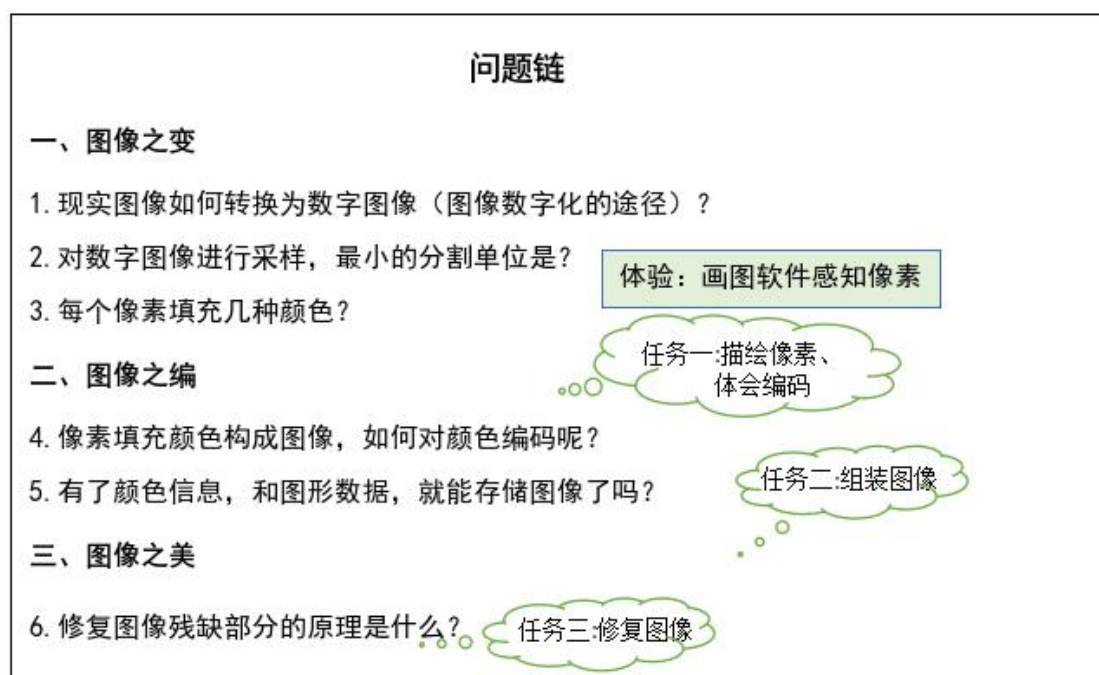 问题链
一、图像之变
1.现实图像如何转换为数字图像（图像数字化的途径）？
2.对数字图像进行采样，最小的分割单位是？
体验：画图软件感知像素
3.每个像素填充几种颜色？
任务一:描绘像素、
体会编码
二、图像之编
4.像素填充颜色构成图像，如何对颜色编码呢？
5.有了颜色信息，和图形数据，就能存储图像了吗？
任务二:组装图像
三、图像之美
6.修复图像残缺部分的原理是什么？
任务三:修复图像